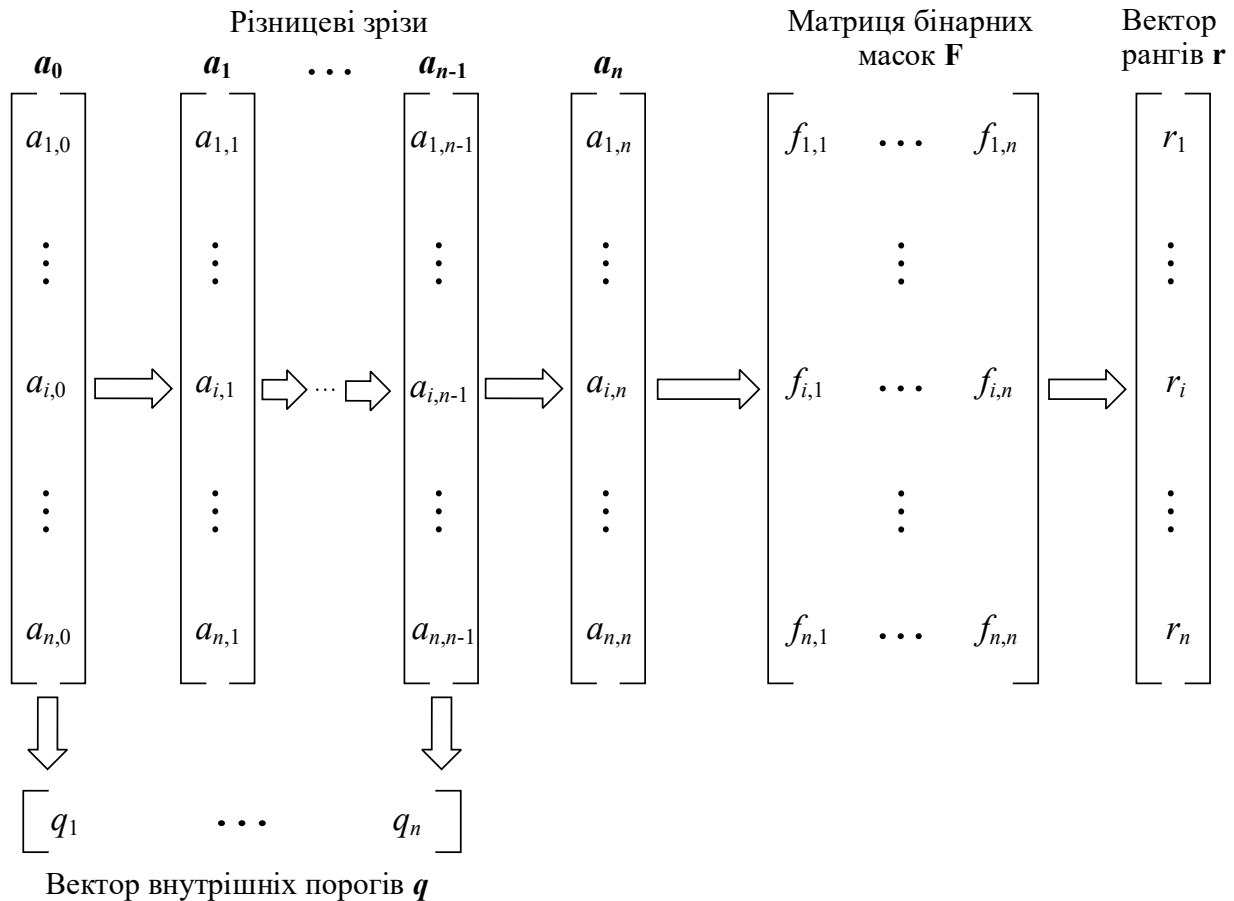 Різницеві зрізи
Матриця бінарних
масок F
Вектор
рангів r
a0 a1 ... an-1 an
a1,0 a1,1 a1,n-1 a1,n f1,1 ... f1,n r1
⋮ ⋮ ⋮ ⋮ ⋮ ⋮
ai,0 ai,1 ... ai,n-1 ai,n fi,1 ... fi,n ri
⋮ ⋮ ⋮ ⋮ ⋮ ⋮
an,0 an,1 an,n-1 an,n fn,1 ... fn,n rn
q1 ... qn
Вектор внутрішніх порогів q